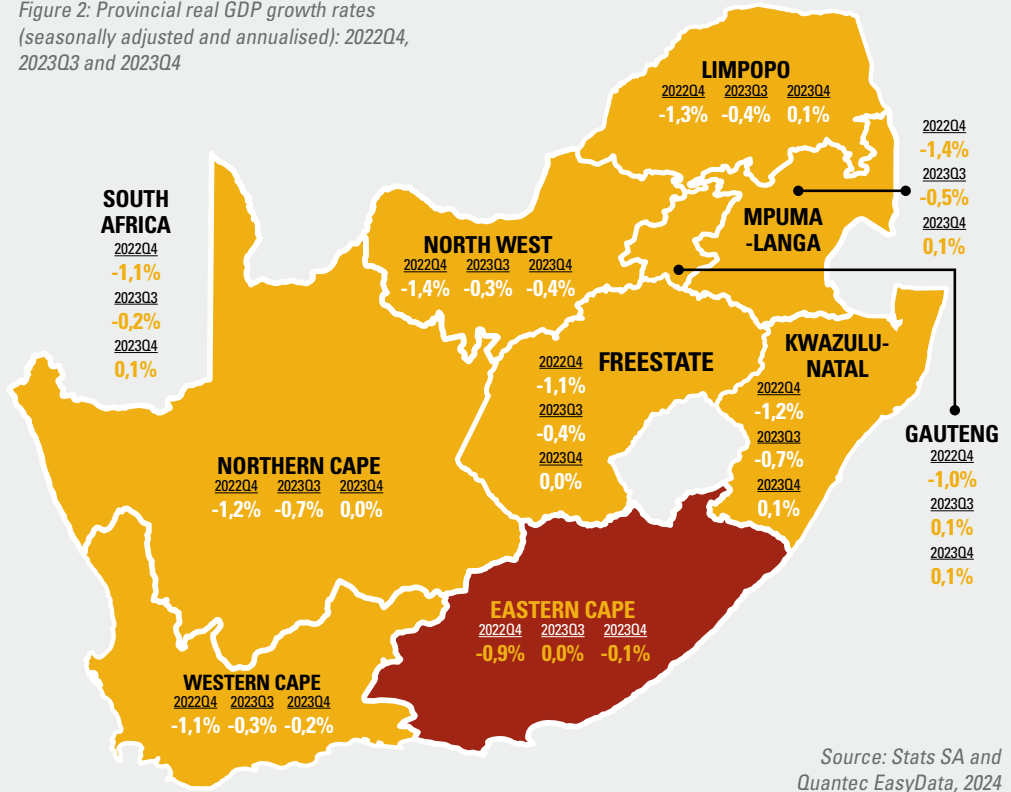 Figure 2: Provincial real GDP growth rates
(seasonally adjusted and annualised): 2022Q4,
2023Q3 and 2023Q4
LIMPOPO
2022Q4 2023Q3 2023Q4
-1,3% -0,4% 0,1%
2022Q4
-1,4%
2023Q3
-0,5%
2023Q4
0,1%
MPUMA
-LANGA
SOUTH
AFRICA
2022Q4
-1,1%
2023Q3
-0,2%
2023Q4
0,1%
NORTH WEST
2022Q4 2023Q3 2023Q4
-1,4% -0,3% -0,4%
FREESTATE
2022Q4
-1,1%
2023Q3
-0,4%
2023Q4
0,0%
KWAZULU-
NATAL
2022Q4
-1,2%
2023Q3
-0,7%
2023Q4
0,1%
GAUTENG
2022Q4
-1,0%
2023Q3
0,1%
2023Q4
0,1%
NORTHERN CAPE
2022Q4 2023Q3 2023Q4
-1,2% -0,7% 0,0%
EASTERN CAPE
2022Q4 2023Q3 2023Q4
-0,9% 0,0% -0,1%
WESTERN CAPE
2022Q4 2023Q3 2023Q4
-1,1% -0,3% -0,2%
Source: Stats SA and
Quantec EasyData, 2024